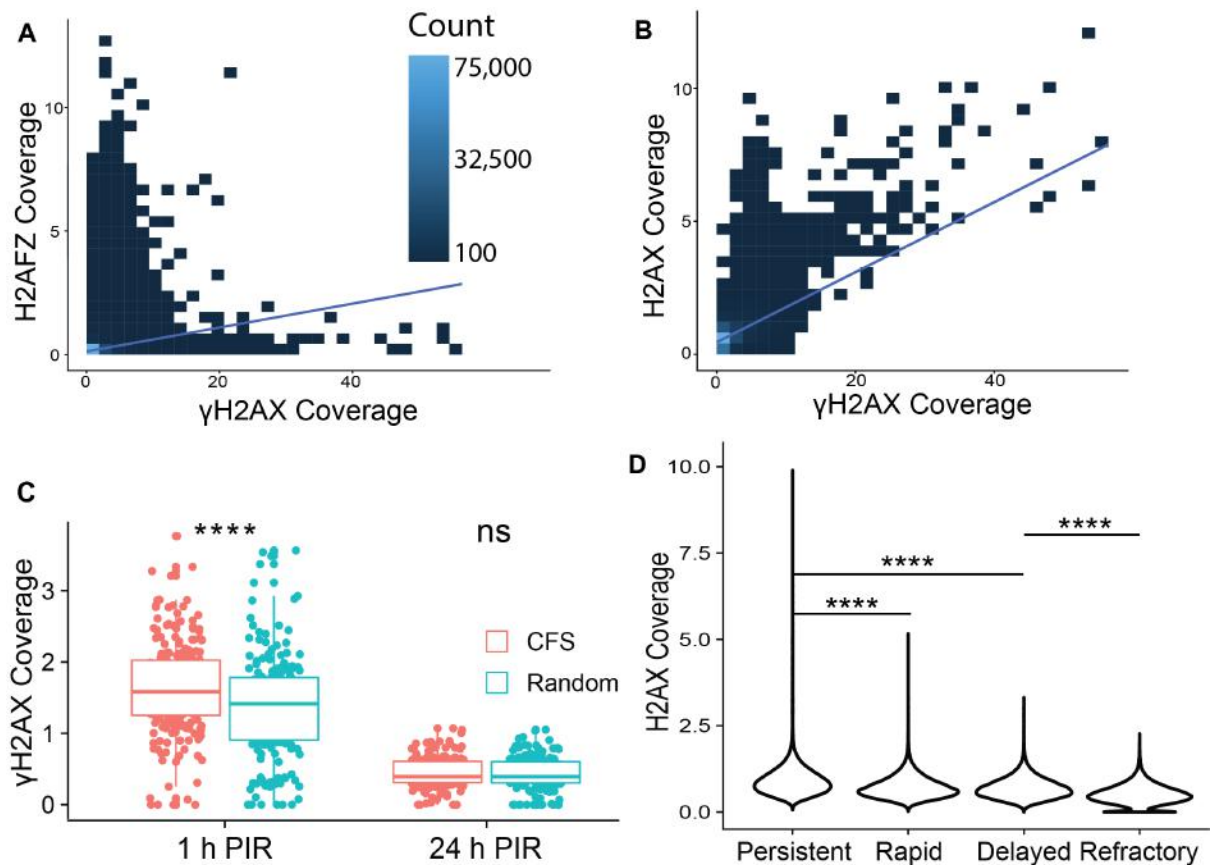 A
Count
75,000
32,500
100
10
5
0
0
20
40
H2AFZ Coverage
γH2AX Coverage
B
10
5
0
0
20
40
H2AX Coverage
γH2AX Coverage
C
****
ns
3
2
1
0
γH2AX Coverage
CFS
Random
1 h PIR
24 h PIR
D
10.0
7.5
5.0
2.5
0.0
H2AX Coverage
****
****
****
Persistent
Rapid
Delayed
Refractory